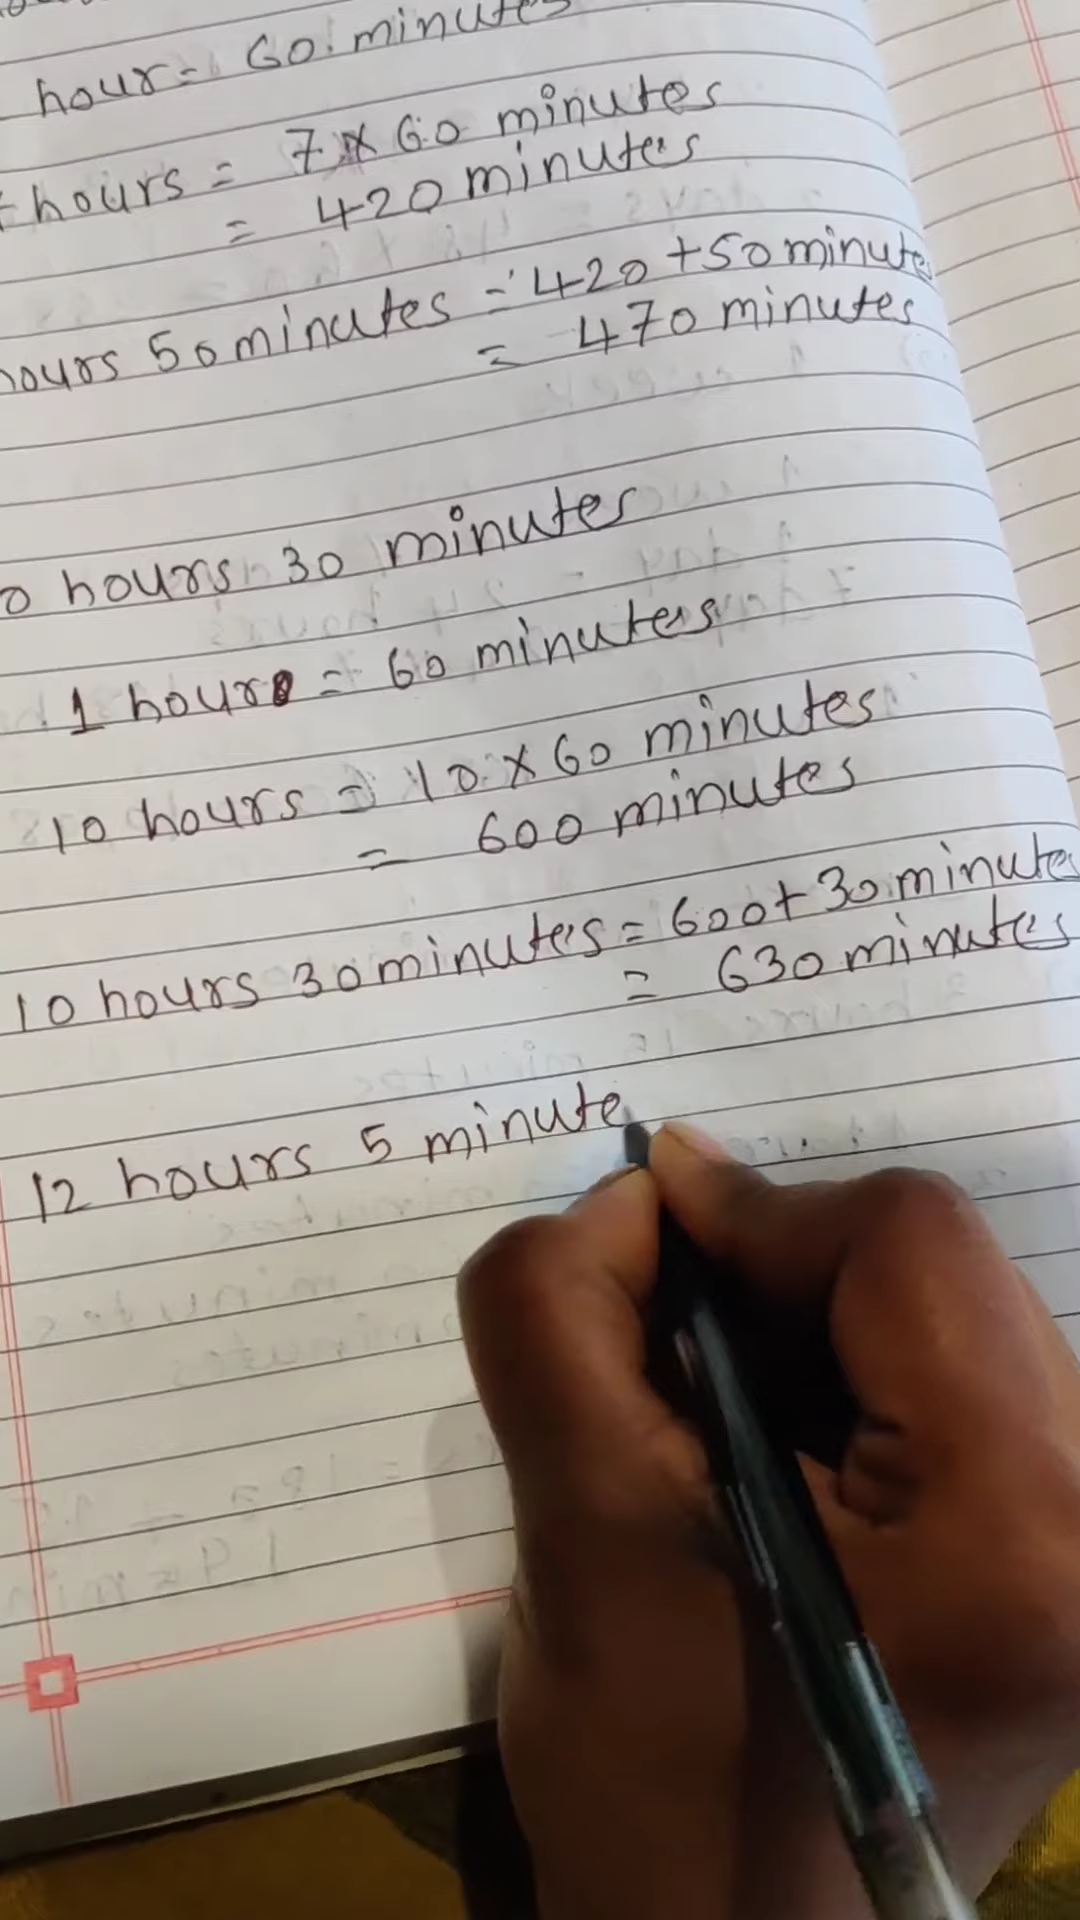 hour = 60 minutes
hours = 7 × 60 minutes
= 420 minutes
hours 50 minutes = 420 + 50 minutes
= 470 minutes
0 hours 30 minutes
1 hour = 60 minutes
10 hours = 10 × 60 minutes
= 600 minutes
10 hours 30 minutes = 600 + 30 minute
= 630 minutes
12 hours 5 minute